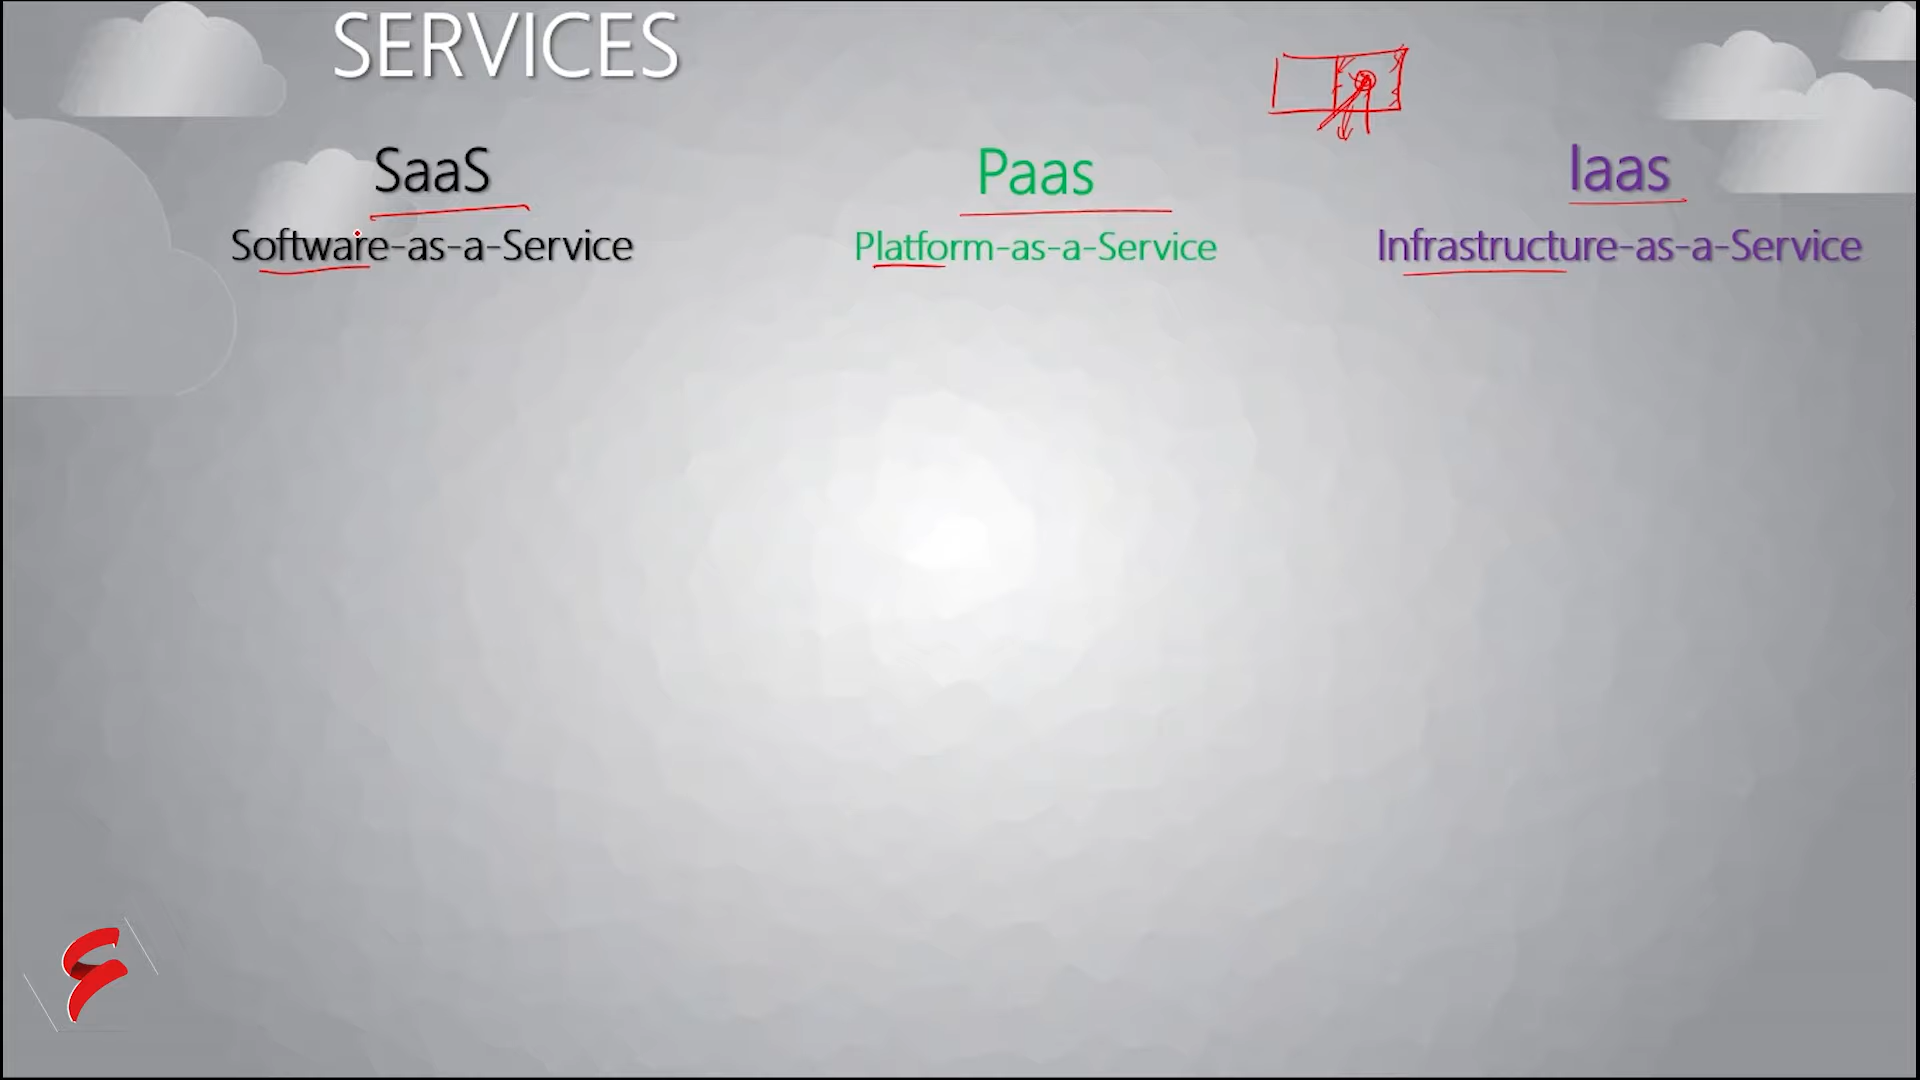 SERVICES
SaaS
Software-as-a-Service
Paas
Platform-as-a-Service
Iaas
Infrastructure-as-a-Service